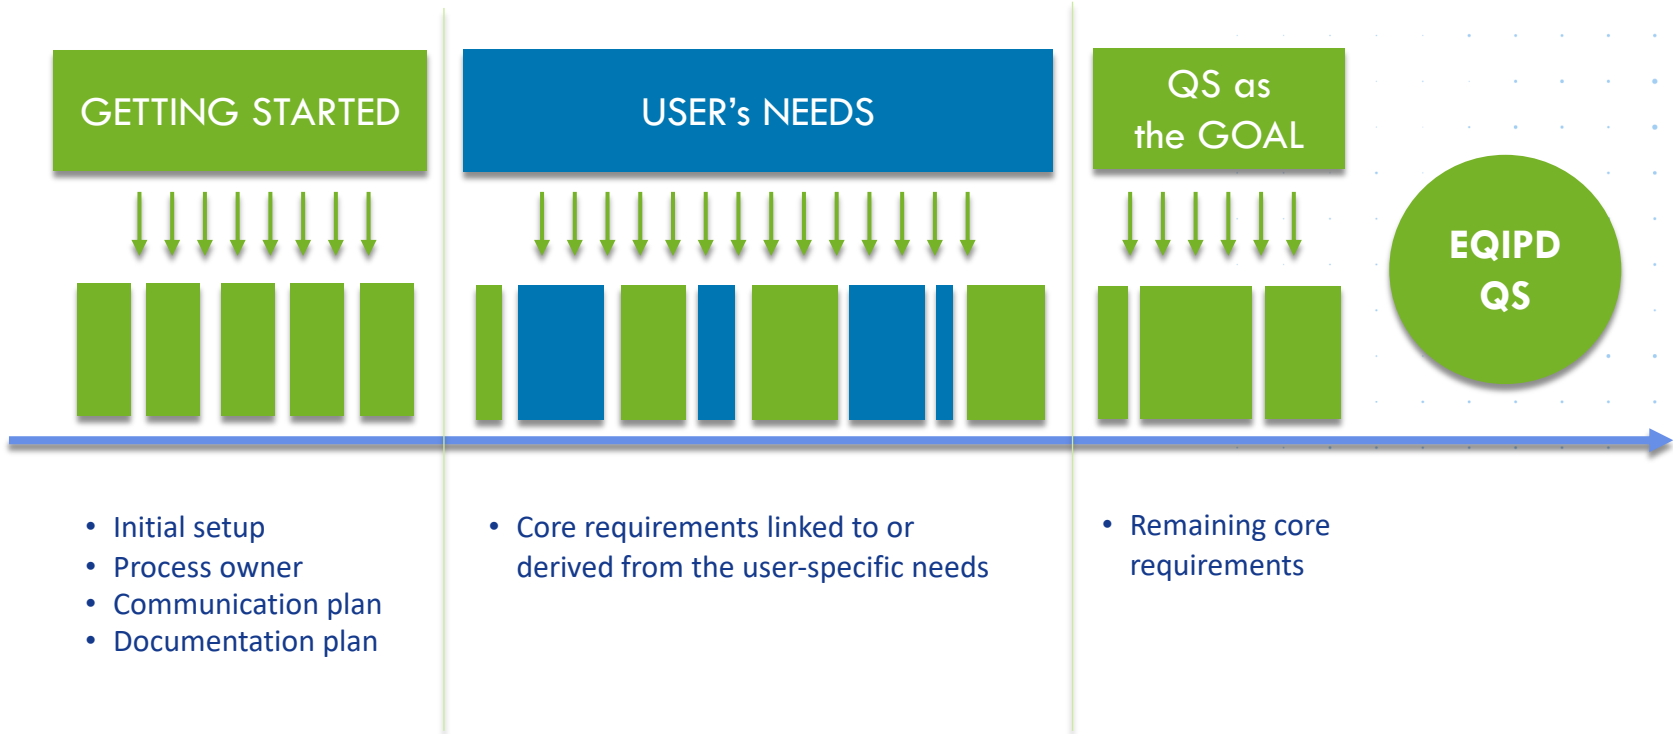 GETTING STARTED
USER's NEEDS
QS as
the GOAL
EQIPD
QS
• Initial setup
• Process owner
• Communication plan
• Documentation plan
• Core requirements linked to or
derived from the user-specific needs
• Remaining core
requirements